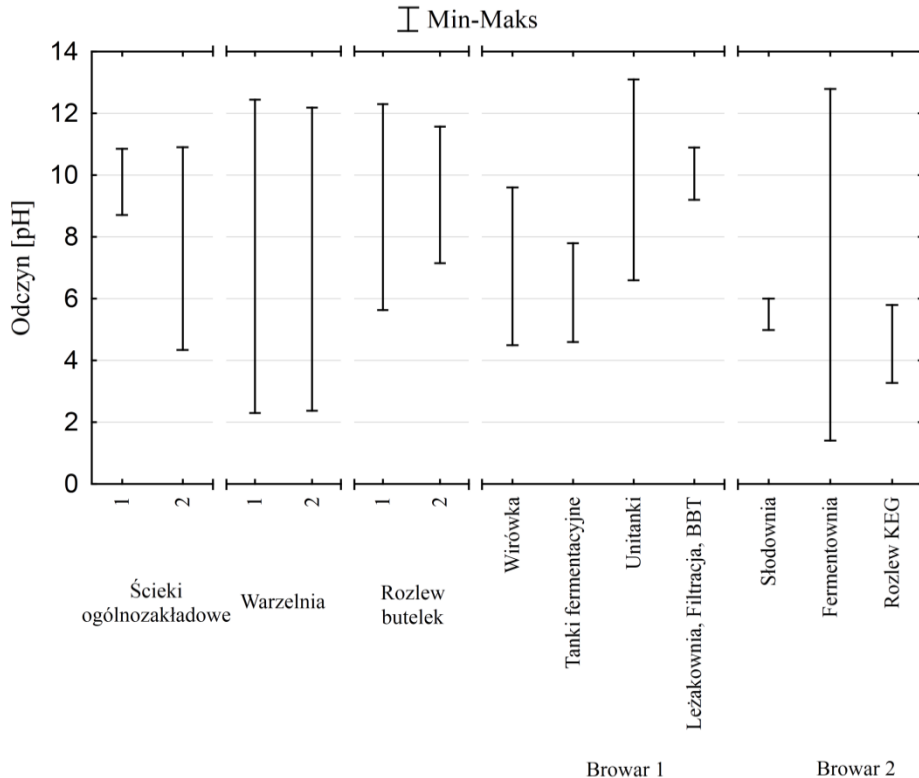 Min-Maks
Odczyn [pH]
14
12
10
8
6
4
2
0
1
2
1
2
1
2
Wirówka
Tanki fermentacyjne
Unitanki
Leżakownia, Filtracja, BBT
Słodownia
Fermentownia
Rozlew KEG
Ścieki
ogólnozakładowe
Warzelnia
Rozlew
butelek
Browar 1
Browar 2